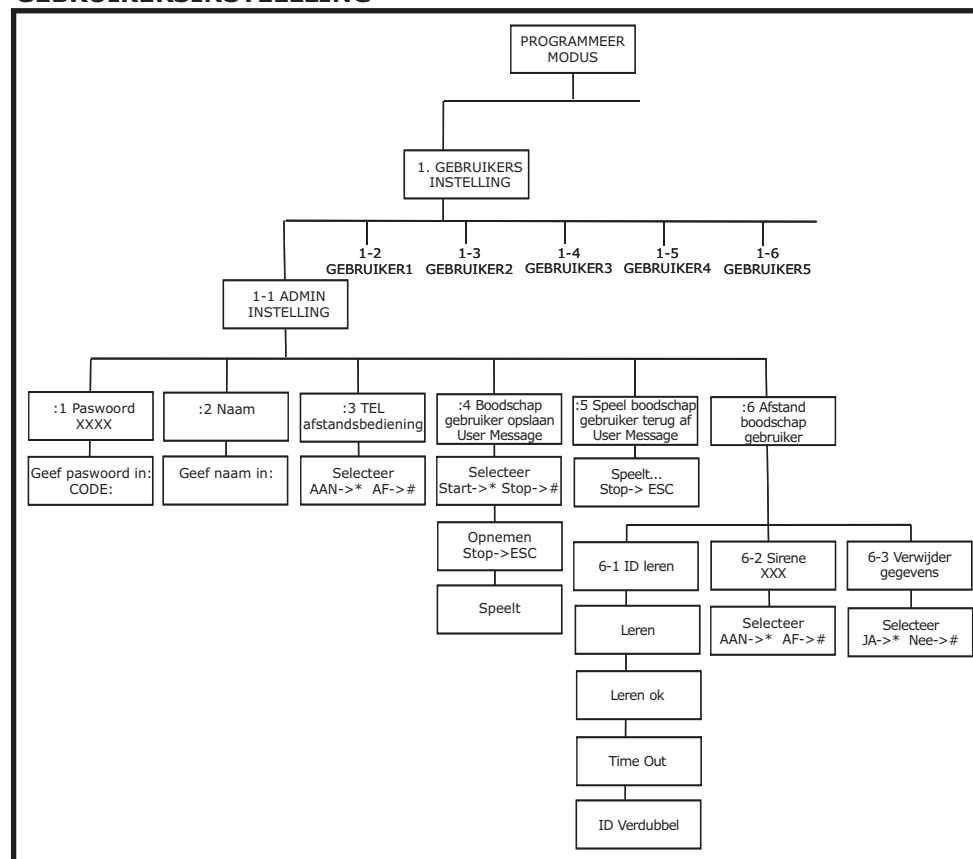 GEBRUIKERSINSTELLLING
PROGRAMMEER
MODUS
1. GEBRUIKERS
INSTELLING
1-2
GEBRUIKER1
1-3
GEBRUIKER2
1-4
GEBRUIKER3
1-5
GEBRUIKER4
1-6
GEBRUIKER5
1-1 ADMIN
INSTELLING
:1 Paswoord
XXXX
:2 Naam
:3 TEL
afstandsbediening
:4 Boodschap
gebruiker opslaan
User Message
:5 Speel boodschap
gebruiker terug af
User Message
:6 Afstand
boodschap
gebruiker
Geef paswoord in:
CODE:
Geef naam in:
Selecteer
AAN->* AF->#
Selecteer
Start->* Stop->#
Speelt...
Stop-> ESC
Opnemen
Stop->ESC
Speelt
6-1 ID leren
6-2 Sirene
XXX
6-3 Verwijder
gegevens
Leren
Selecteer
AAN->* AF->#
Selecteer
JA->* Nee->#
Leren ok
Time Out
ID Verdubbel